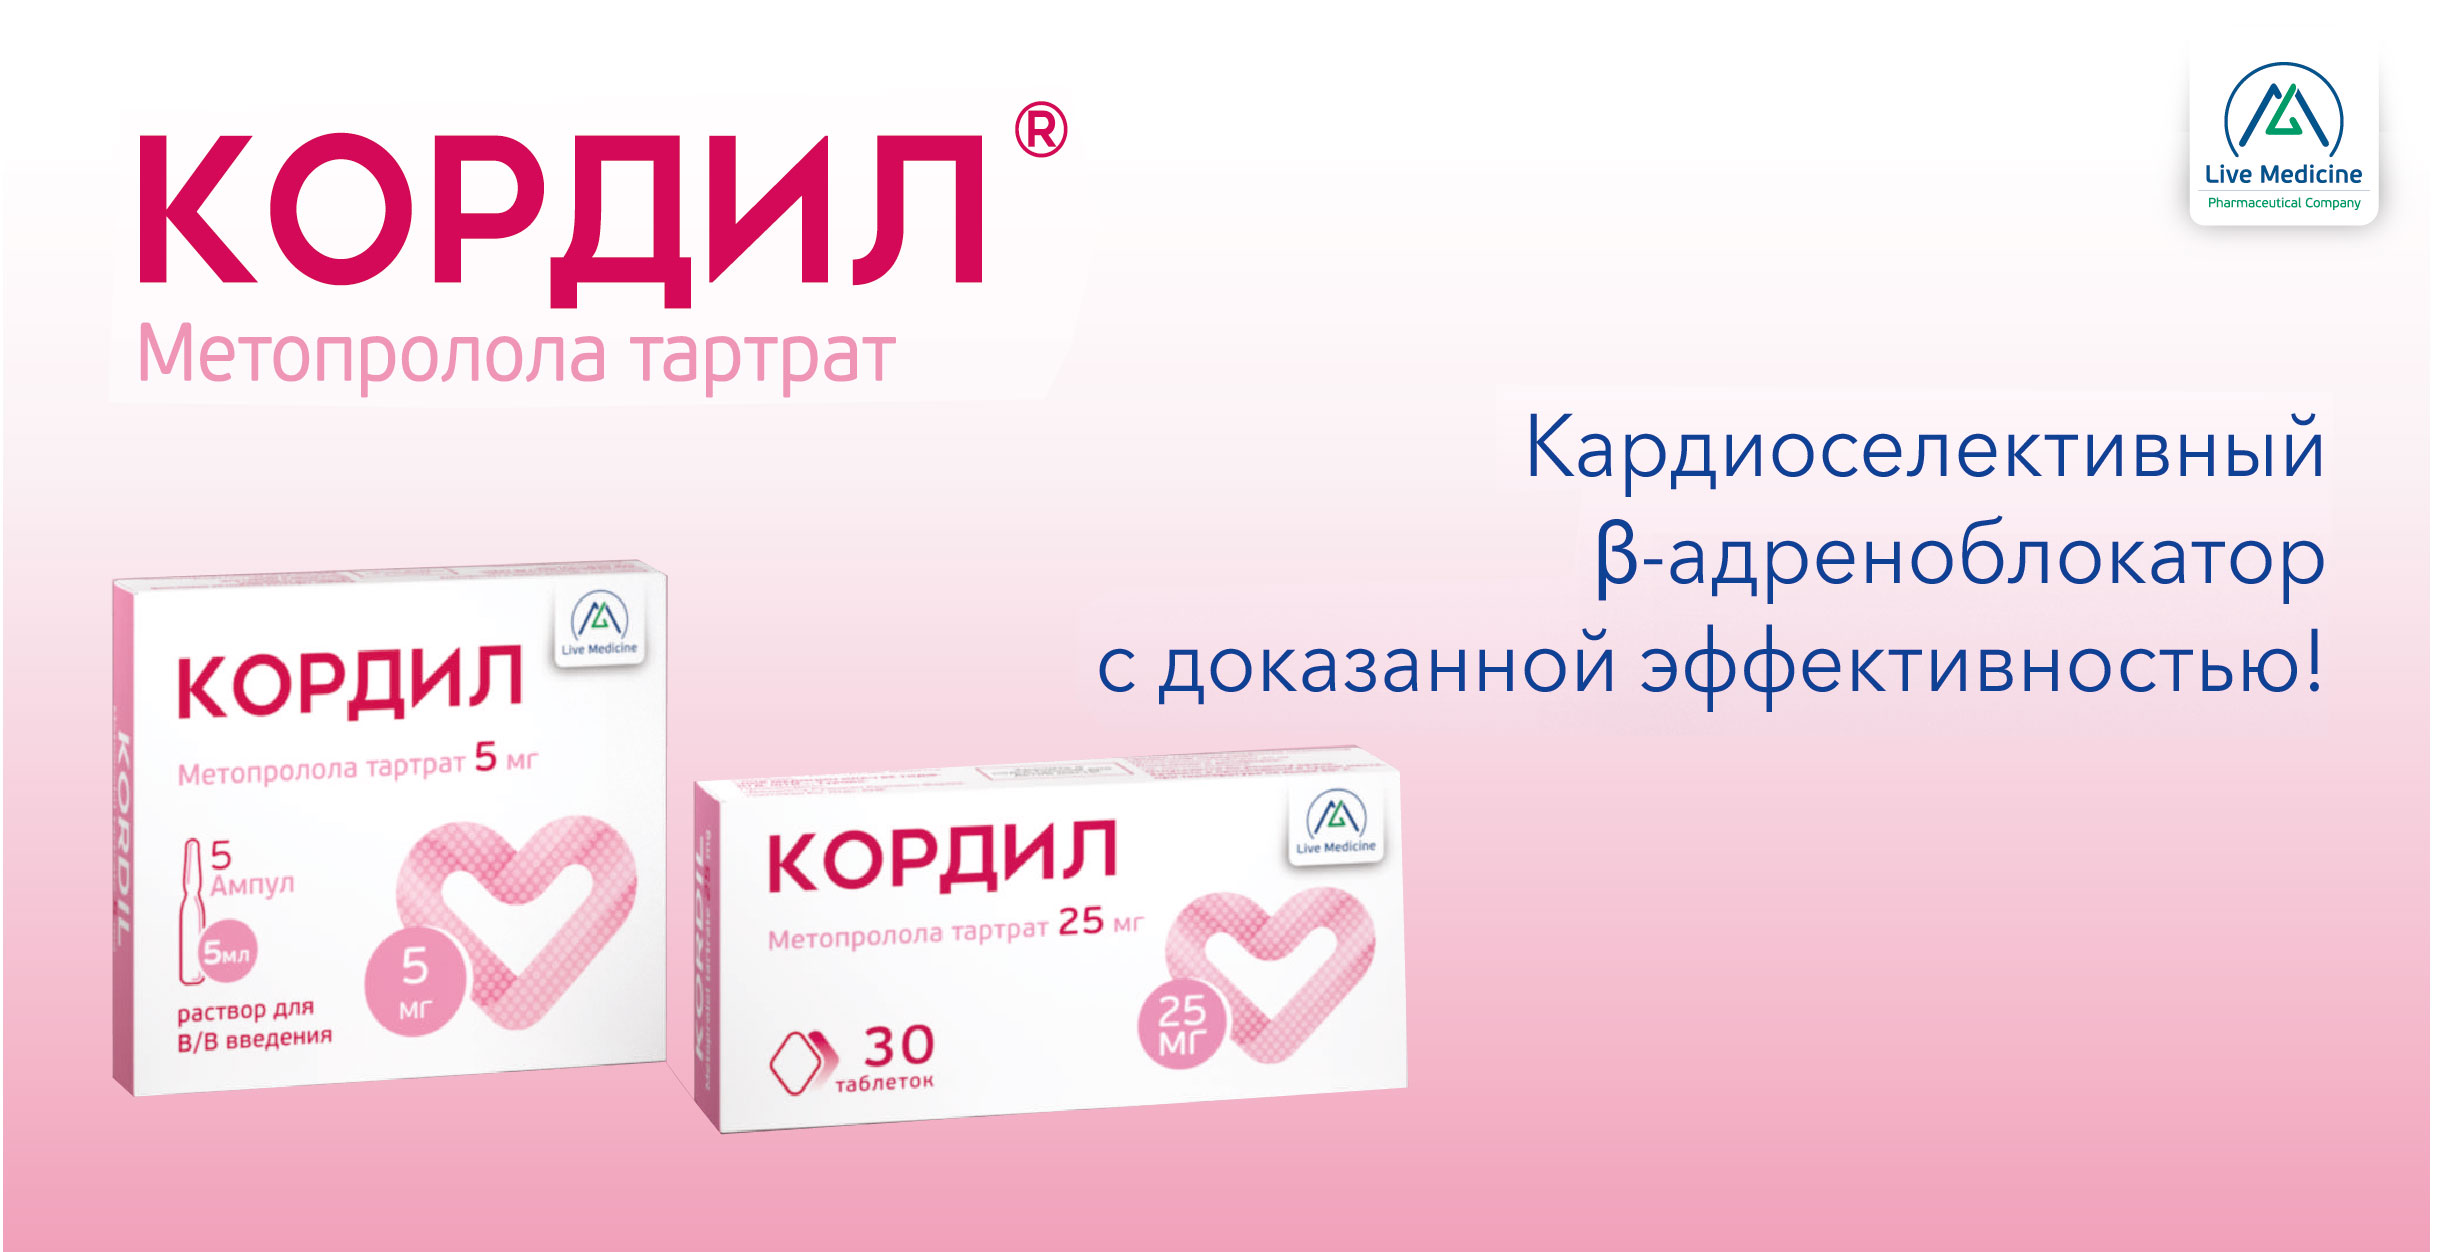 КОРДИЛ®
Метопролола тартрат
Live Medicine
Pharmaceutical Company
Кардиоселективный
β-адреноблокатор
с доказанной эффективностью!
КОРДИЛ
Метопролола тартрат 5 мг
5
Ампул
5мл
раствор для
В/В введения
5
мг
Live Medicine
KORDIL
КОРДИЛ
Метопролола тартрат 25 мг
30
таблеток
25
мг
Live Medicine
KORDIL